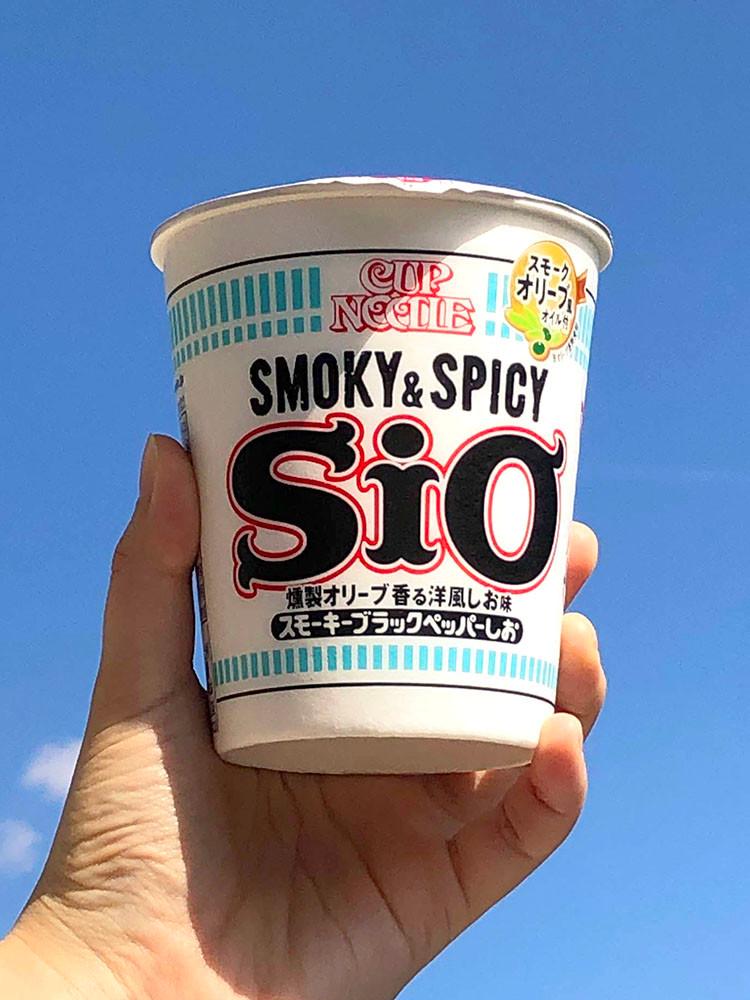 CUP
NOODLE
スモーク
オリーブ風
オイル付
SMOKY & SPICY
SiO
燻製オリーブ香る洋風しお味
スモーキーブラックペッパーしお